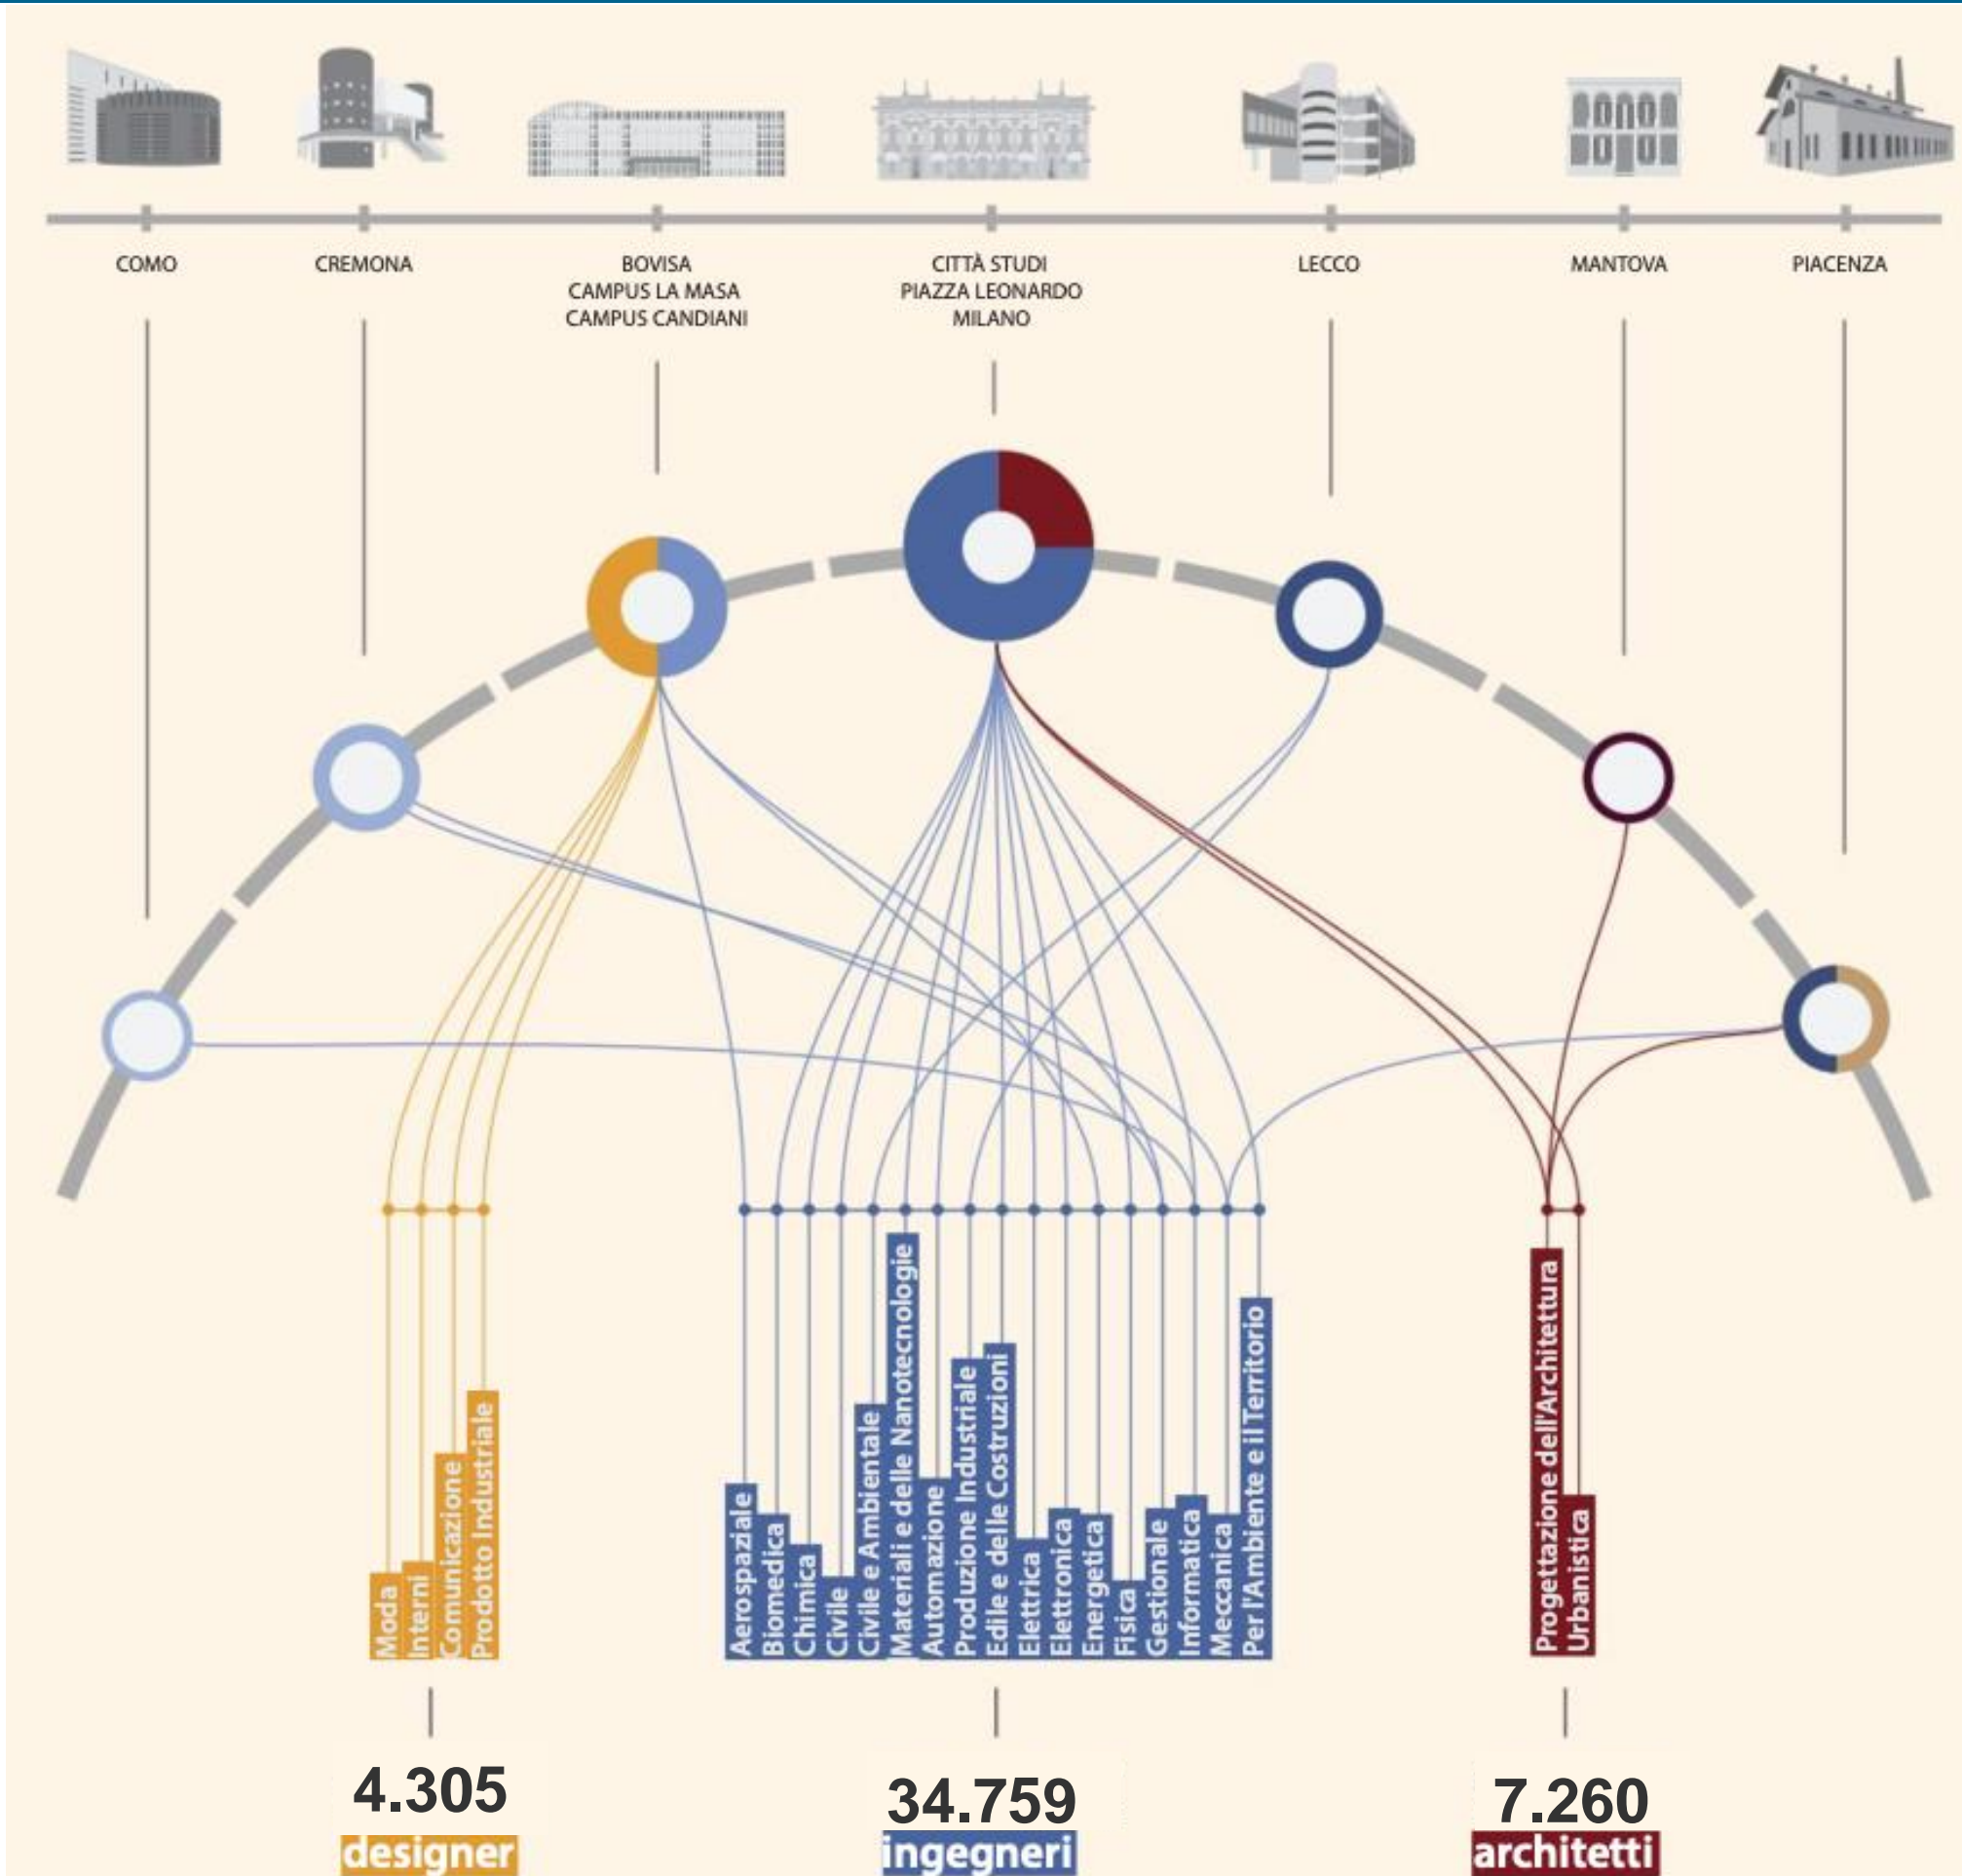 COMO
CREMONA
BOVISA
CAMPUS LA MASA
CAMPUS CANDIANI
CITTÀ STUDI
PIAZZA LEONARDO
MILANO
LECCO
MANTOVA
PIACENZA
Moda
Interni
Comunicazione
Prodotto Industriale
Aerospaziale
Biomedica
Chimica
Civile
Civile e Ambientale
Materiali e delle Nanotecnologie
Automazione
Produzione Industriale
Edile e delle Costruzioni
Elettrica
Elettronica
Energetica
Fisica
Gestionale
Informatica
Meccanica
Per l'Ambiente e il Territorio
Progettazione dell'Architettura
Urbanistica
4.305
designer
34.759
ingegneri
7.260
architetti